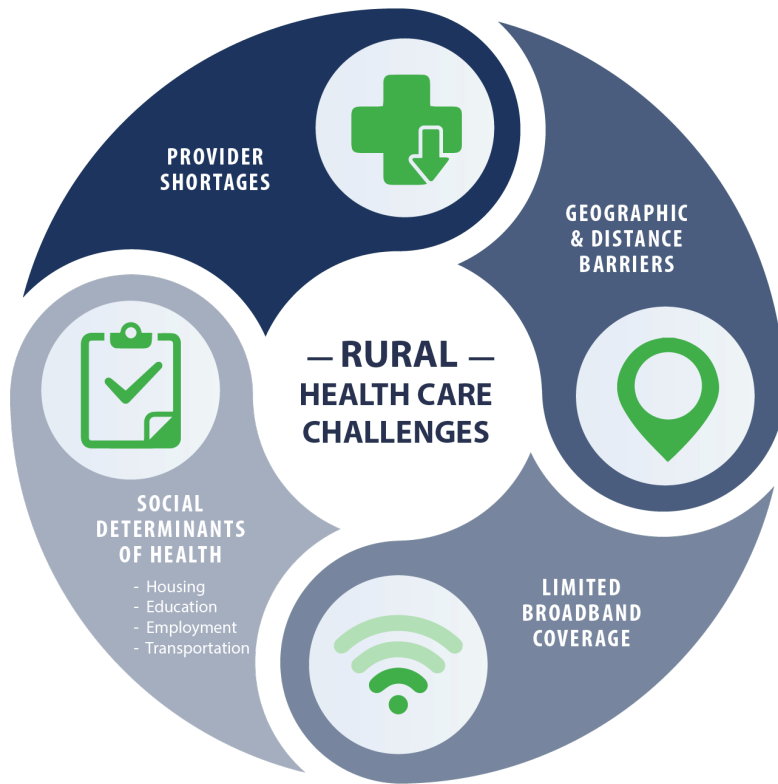 PROVIDER
SHORTAGES
GEOGRAPHIC
& DISTANCE
BARRIERS
— RURAL —
HEALTH CARE
CHALLENGES
SOCIAL
DETERMINANTS
OF HEALTH
- Housing
- Education
- Employment
- Transportation
LIMITED
BROADBAND
COVERAGE